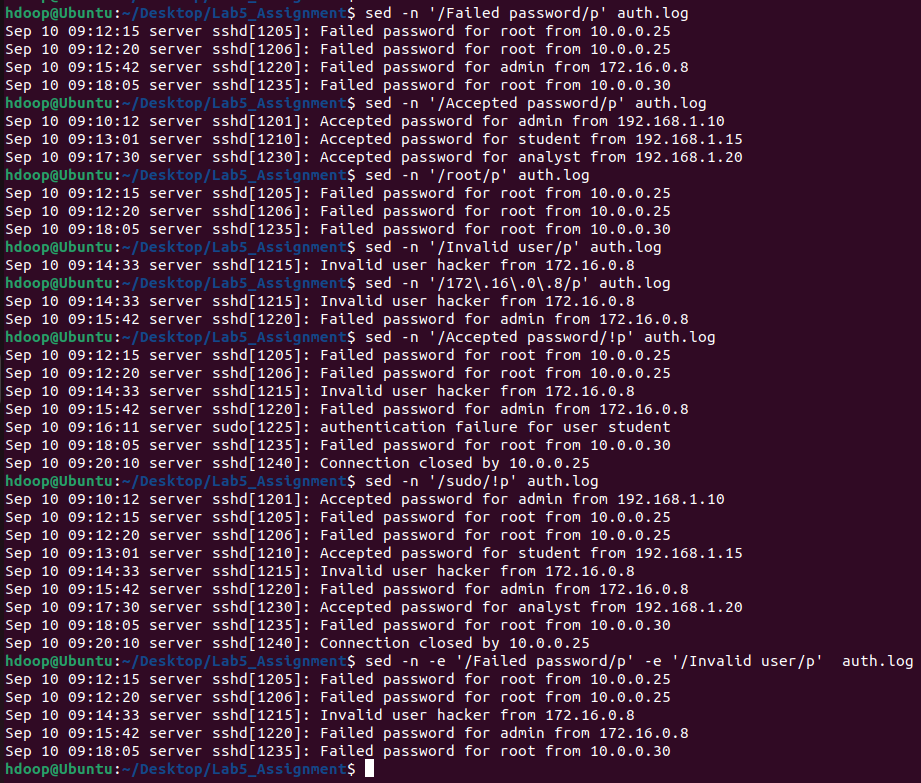 hdoop@Ubuntu:~/Desktop/Lab5_Assignment$ sed -n '/Failed password/p' auth.log
Sep 10 09:12:15 server sshd[1205]: Failed password for root from 10.0.0.25
Sep 10 09:12:20 server sshd[1206]: Failed password for root from 10.0.0.25
Sep 10 09:15:42 server sshd[1220]: Failed password for admin from 172.16.0.8
Sep 10 09:18:05 server sshd[1235]: Failed password for root from 10.0.0.30
hdoop@Ubuntu:~/Desktop/Lab5_Assignment$ sed -n '/Accepted password/p' auth.log
Sep 10 09:10:12 server sshd[1201]: Accepted password for admin from 192.168.1.10
Sep 10 09:13:01 server sshd[1210]: Accepted password for student from 192.168.1.15
Sep 10 09:17:30 server sshd[1230]: Accepted password for analyst from 192.168.1.20
hdoop@Ubuntu:~/Desktop/Lab5_Assignment$ sed -n '/root/p' auth.log
Sep 10 09:12:15 server sshd[1205]: Failed password for root from 10.0.0.25
Sep 10 09:12:20 server sshd[1206]: Failed password for root from 10.0.0.25
Sep 10 09:18:05 server sshd[1235]: Failed password for root from 10.0.0.30
hdoop@Ubuntu:~/Desktop/Lab5_Assignment$ sed -n '/Invalid user/p' auth.log
Sep 10 09:14:33 server sshd[1215]: Invalid user hacker from 172.16.0.8
hdoop@Ubuntu:~/Desktop/Lab5_Assignment$ sed -n '/172\.16\.0\.8/p' auth.log
Sep 10 09:14:33 server sshd[1215]: Invalid user hacker from 172.16.0.8
Sep 10 09:15:42 server sshd[1220]: Failed password for admin from 172.16.0.8
hdoop@Ubuntu:~/Desktop/Lab5_Assignment$ sed -n '/Accepted password/!p' auth.log
Sep 10 09:12:15 server sshd[1205]: Failed password for root from 10.0.0.25
Sep 10 09:12:20 server sshd[1206]: Failed password for root from 10.0.0.25
Sep 10 09:14:33 server sshd[1215]: Invalid user hacker from 172.16.0.8
Sep 10 09:15:42 server sshd[1220]: Failed password for admin from 172.16.0.8
Sep 10 09:16:11 server sudo[1225]: authentication failure for user student
Sep 10 09:18:05 server sshd[1235]: Failed password for root from 10.0.0.30
Sep 10 09:20:10 server sshd[1240]: Connection closed by 10.0.0.25
hdoop@Ubuntu:~/Desktop/Lab5_Assignment$ sed -n '/sudo/!p' auth.log
Sep 10 09:10:12 server sshd[1201]: Accepted password for admin from 192.168.1.10
Sep 10 09:12:15 server sshd[1205]: Failed password for root from 10.0.0.25
Sep 10 09:12:20 server sshd[1206]: Failed password for root from 10.0.0.25
Sep 10 09:13:01 server sshd[1210]: Accepted password for student from 192.168.1.15
Sep 10 09:14:33 server sshd[1215]: Invalid user hacker from 172.16.0.8
Sep 10 09:15:42 server sshd[1220]: Failed password for admin from 172.16.0.8
Sep 10 09:17:30 server sshd[1230]: Accepted password for analyst from 192.168.1.20
Sep 10 09:18:05 server sshd[1235]: Failed password for root from 10.0.0.30
Sep 10 09:20:10 server sshd[1240]: Connection closed by 10.0.0.25
hdoop@Ubuntu:~/Desktop/Lab5_Assignment$ sed -n -e '/Failed password/p' -e '/Invalid user/p'  auth.log
Sep 10 09:12:15 server sshd[1205]: Failed password for root from 10.0.0.25
Sep 10 09:12:20 server sshd[1206]: Failed password for root from 10.0.0.25
Sep 10 09:14:33 server sshd[1215]: Invalid user hacker from 172.16.0.8
Sep 10 09:15:42 server sshd[1220]: Failed password for admin from 172.16.0.8
Sep 10 09:18:05 server sshd[1235]: Failed password for root from 10.0.0.30
hdoop@Ubuntu:~/Desktop/Lab5_Assignment$